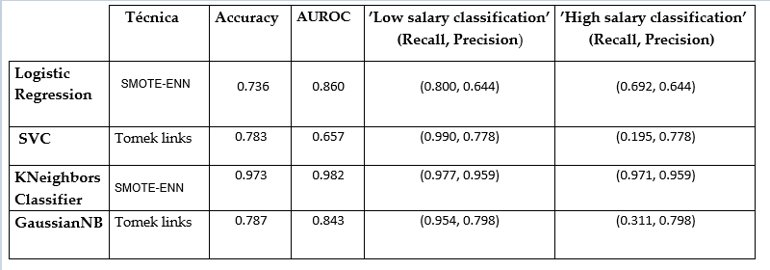 Técnica Accuracy AUROC ’Low salary classification’ ’High salary classification’
(Recall, Precision) (Recall, Precision)
Logistic
Regression SMOTE-ENN 0.736 0.860 (0.800, 0.644) (0.692, 0.644)
SVC Tomek links 0.783 0.657 (0.990, 0.778) (0.195, 0.778)
KNeighbors 0.973 0.982 (0.977, 0.959) (0.971, 0.959)
Classifier SMOTE-ENN
GaussianNB Tomek links 0.787 0.843 (0.954, 0.798) (0.311, 0.798)